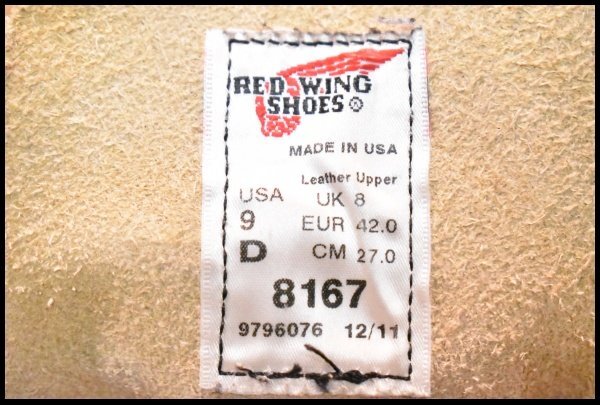 RED WING
SHOES ®
MADE IN USA
Leather Upper
USA UK 8
9 EUR 42.0
D CM 27.0
8167
9796076 12/11